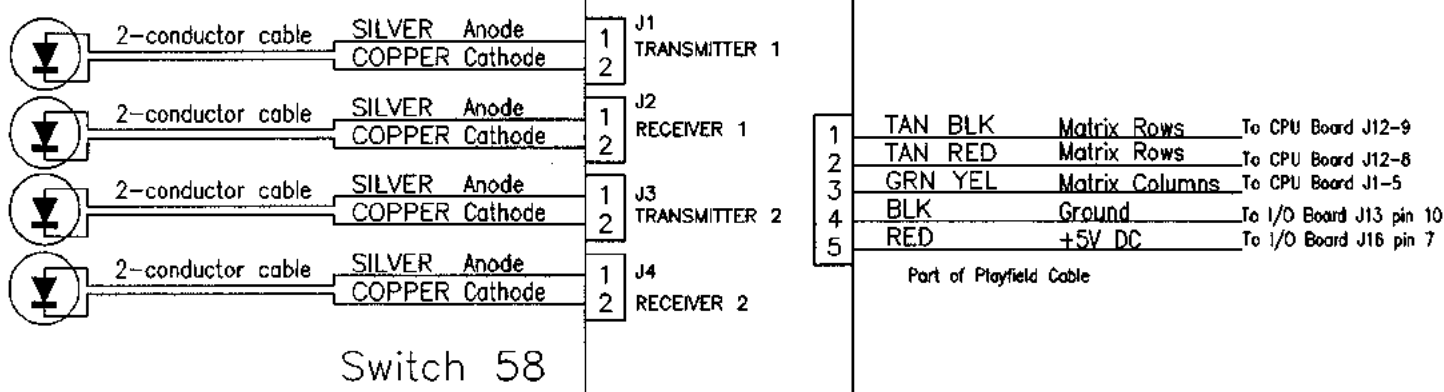 2-conductor cable SILVER Anode 1 J1
COPPER Cathode 2 TRANSMITTER 1
2-conductor cable SILVER Anode 1 J2
COPPER Cathode 2 RECEIVER 1
2-conductor cable SILVER Anode 1 J3
COPPER Cathode 2 TRANSMITTER 2
2-conductor cable SILVER Anode 1 J4
COPPER Cathode 2 RECEIVER 2
Switch 58
1 TAN BLK Matrix Rows To CPU Board J12-9
2 TAN RED Matrix Rows To CPU Board J12-8
3 GRN YEL Matrix Columns To CPU Board J1-5
4 BLK Ground To I/O Board J13 pin 10
5 RED +5V DC To I/O Board J16 pin 7
Part of Playfield Cable